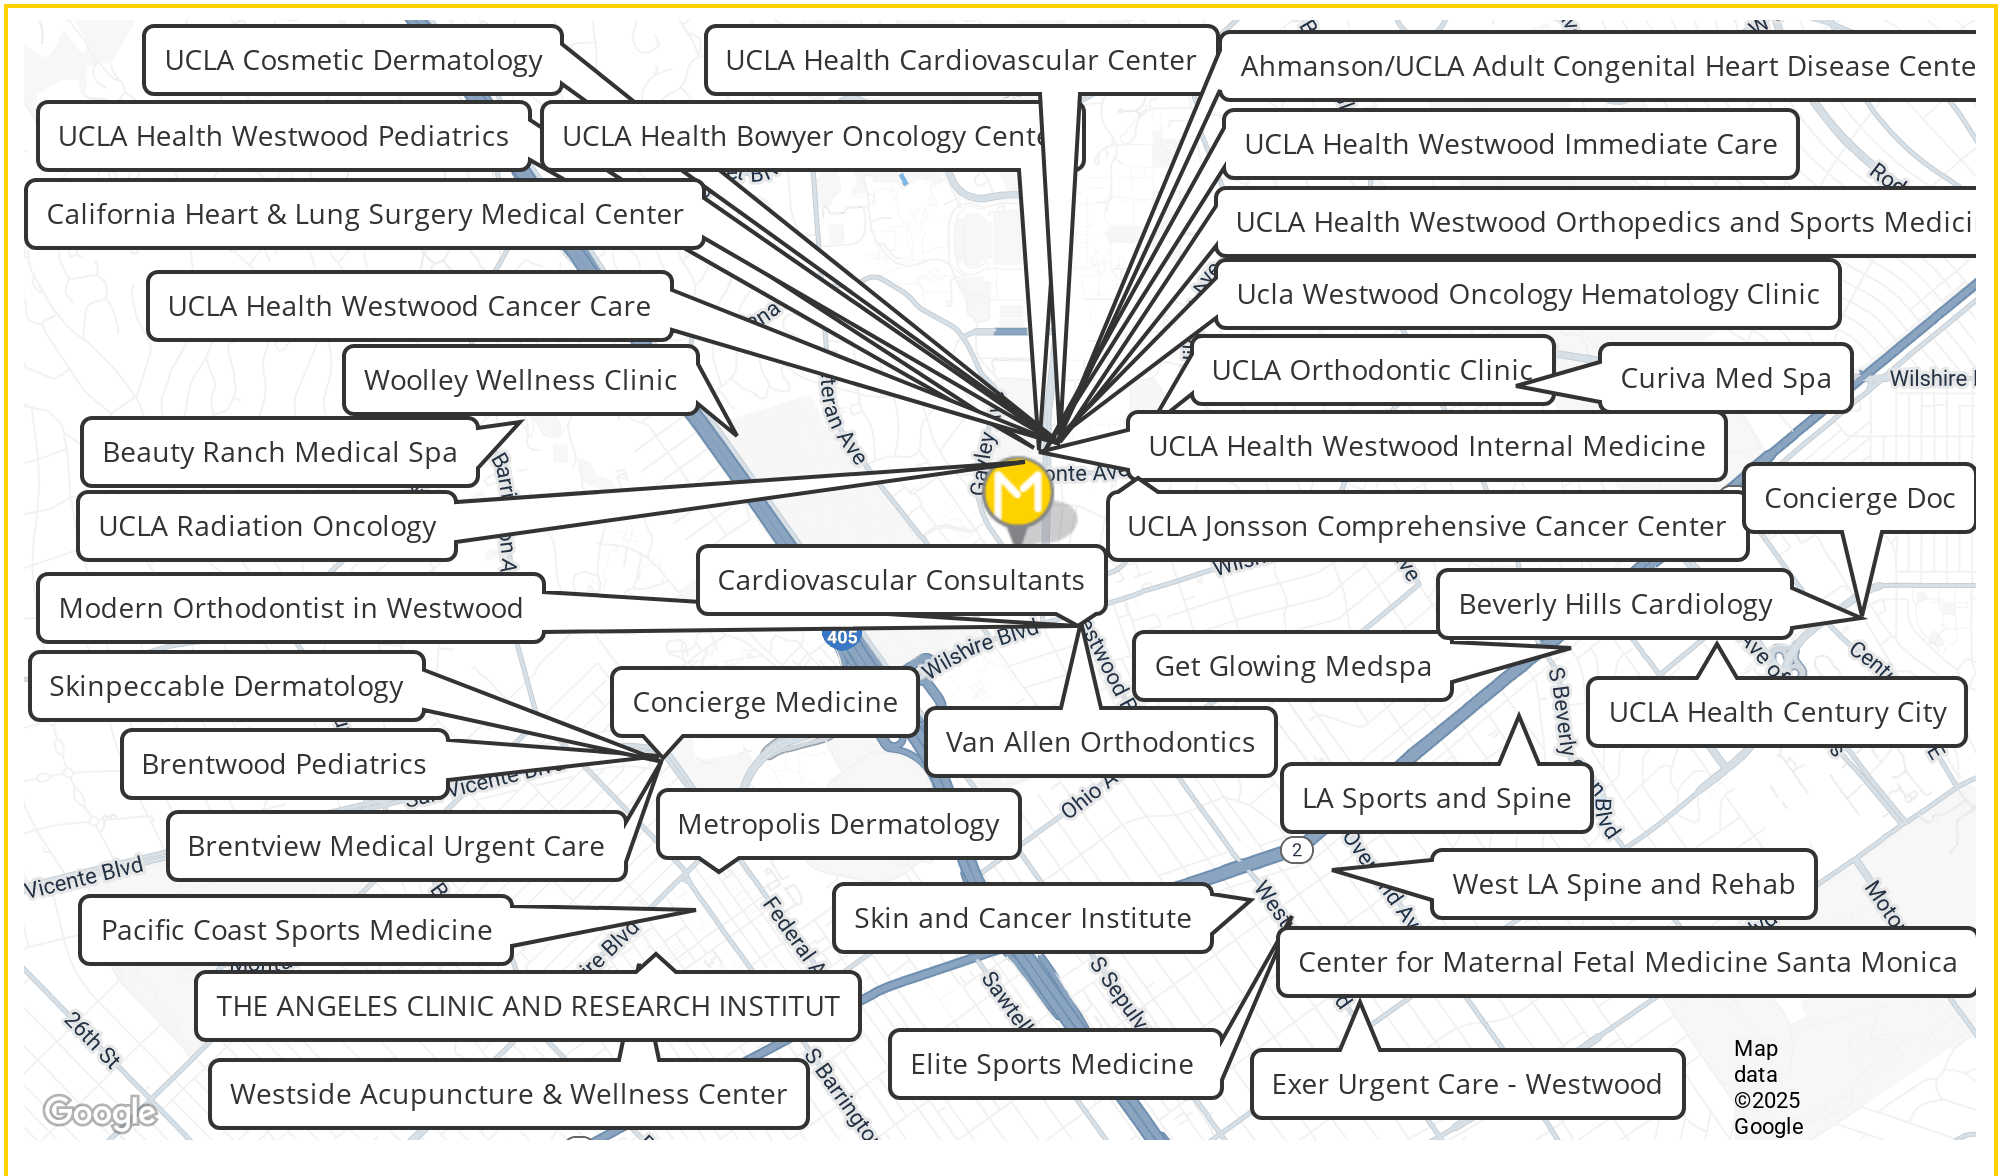 UCLA Cosmetic Dermatology
UCLA Health Cardiovascular Center
Ahmanson/UCLA Adult Congenital Heart Disease Cente
UCLA Health Westwood Pediatrics
UCLA Health Bowyer Oncology Cente
UCLA Health Westwood Immediate Care
California Heart & Lung Surgery Medical Center
UCLA Health Westwood Orthopedics and Sports Medici
UCLA Health Westwood Cancer Care
Ucla Westwood Oncology Hematology Clinic
Woolley Wellness Clinic
UCLA Orthodontic Clinic
Curiva Med Spa
Wilshire
Beauty Ranch Medical Spa
UCLA Health Westwood Internal Medicine
UCLA Radiation Oncology
UCLA Jonsson Comprehensive Cancer Center
Concierge Doc
Cardiovascular Consultants
Modern Orthodontist in Westwood
Beverly Hills Cardiology
405
Wilshire Blvd
Get Glowing Medspa
Skinpeccable Dermatology
Concierge Medicine
UCLA Health Century City
Van Allen Orthodontics
Brentwood Pediatrics
LA Sports and Spine
Ohio A
Metropolis Dermatology
Brentview Medical Urgent Care
2
Vicente Blvd
West LA Spine and Rehab
Pacific Coast Sports Medicine
Skin and Cancer Institute
Federal A
Center for Maternal Fetal Medicine Santa Monica
THE ANGELES CLINIC AND RESEARCH INSTITUT
S Sepulv
Sawtell
26th St
Elite Sports Medicine
Exer Urgent Care - Westwood
Westside Acupuncture & Wellness Center
S Barrington
Google
Map
data
©2025
Google